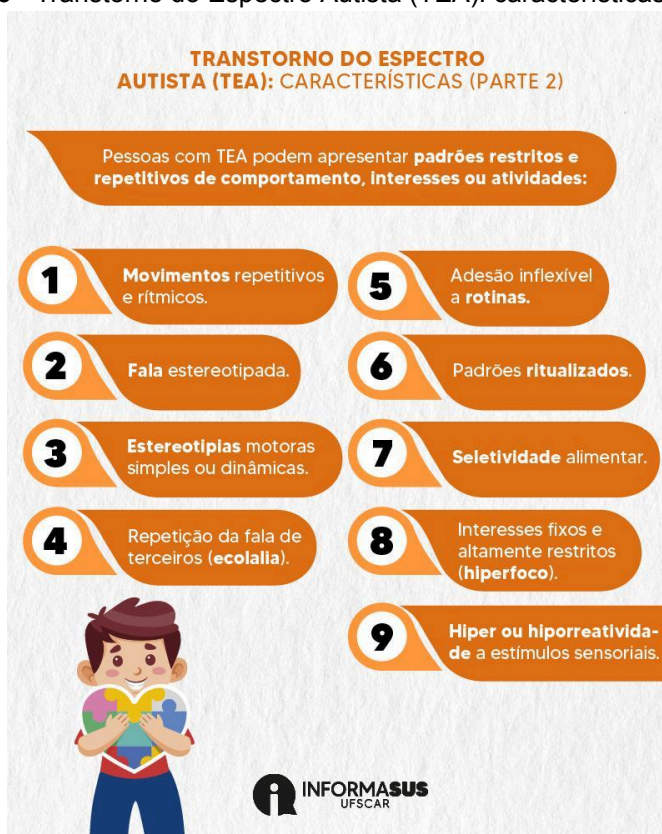 Transtorno do Espectro Autista (TEA): características
TRANSTORNO DO ESPECTRO
AUTISTA (TEA): CARACTERÍSTICAS (PARTE 2)
Pessoas com TEA podem apresentar padrões restritos e
repetitivos de comportamento, interesses ou atividades:
1
Movimentos repetitivos
e rítmicos.
2
Fala estereotipada.
3
Estereotipias motoras
simples ou dinâmicas.
4
Repetição da fala de
terceiros (ecolalia).
5
Adesão inflexível
a rotinas.
6
Padrões ritualizados.
7
Seletividade alimentar.
8
Interesses fixos e
altamente restritos
(hiperfoco).
9
Hiper ou hiporreativida-
de a estímulos sensoriais.
INFORMASUS
UFSCAR